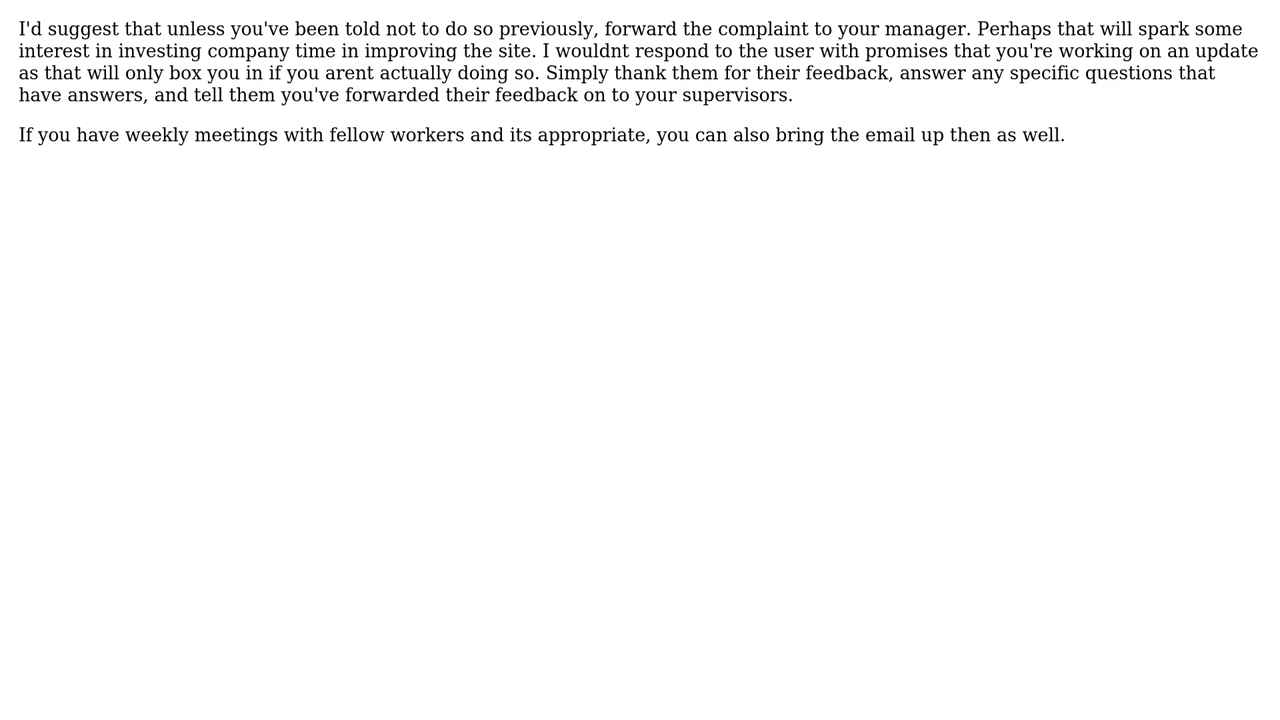 I'd suggest that unless you've been told not to do so previously, forward the complaint to your manager. Perhaps that will spark some
interest in investing company time in improving the site. I wouldnt respond to the user with promises that you're working on an update
as that will only box you in if you arent actually doing so. Simply thank them for their feedback, answer any specific questions that
have answers, and tell them you've forwarded their feedback on to your supervisors.
If you have weekly meetings with fellow workers and its appropriate, you can also bring the email up then as well.